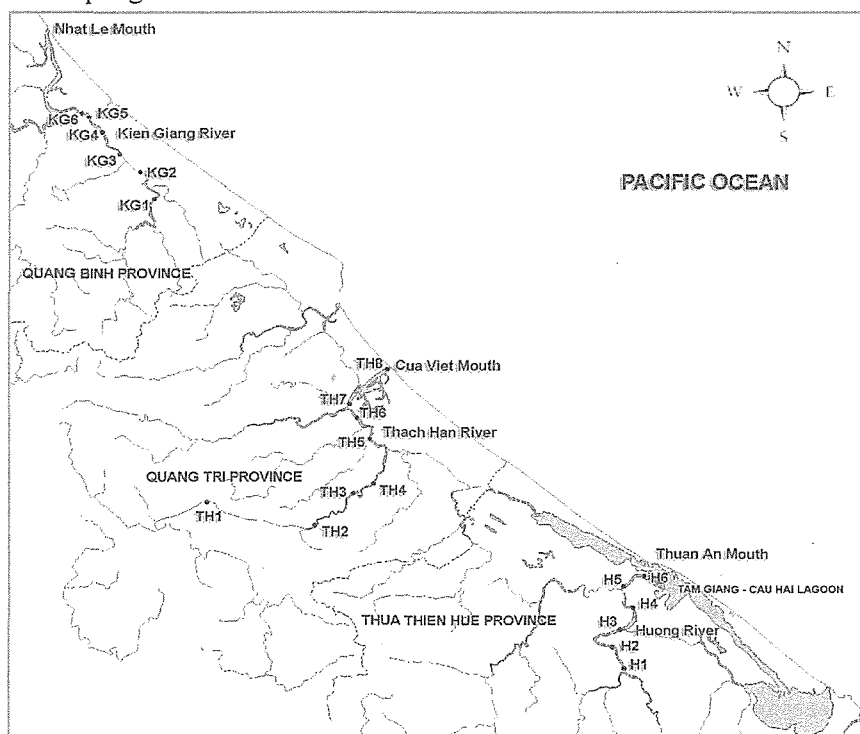 Nhat Le Mouth
N
W E
S
KG6 KG5
KG4 Kien Giang River
KG3
KG2
KG1
PACIFIC OCEAN
QUANG BINH PROVINCE
TH8 Cua Viet Mouth
TH7
TH6
Thach Han River
TH5
QUANG TRI PROVINCE
TH3 TH4
TH1
TH2
Thuan An Mouth
H5 H6
TAM GIANG - CAU HAI LAGOON
H4
THUA THIEN HUE PROVINCE
H3 Huong River
H2
H1